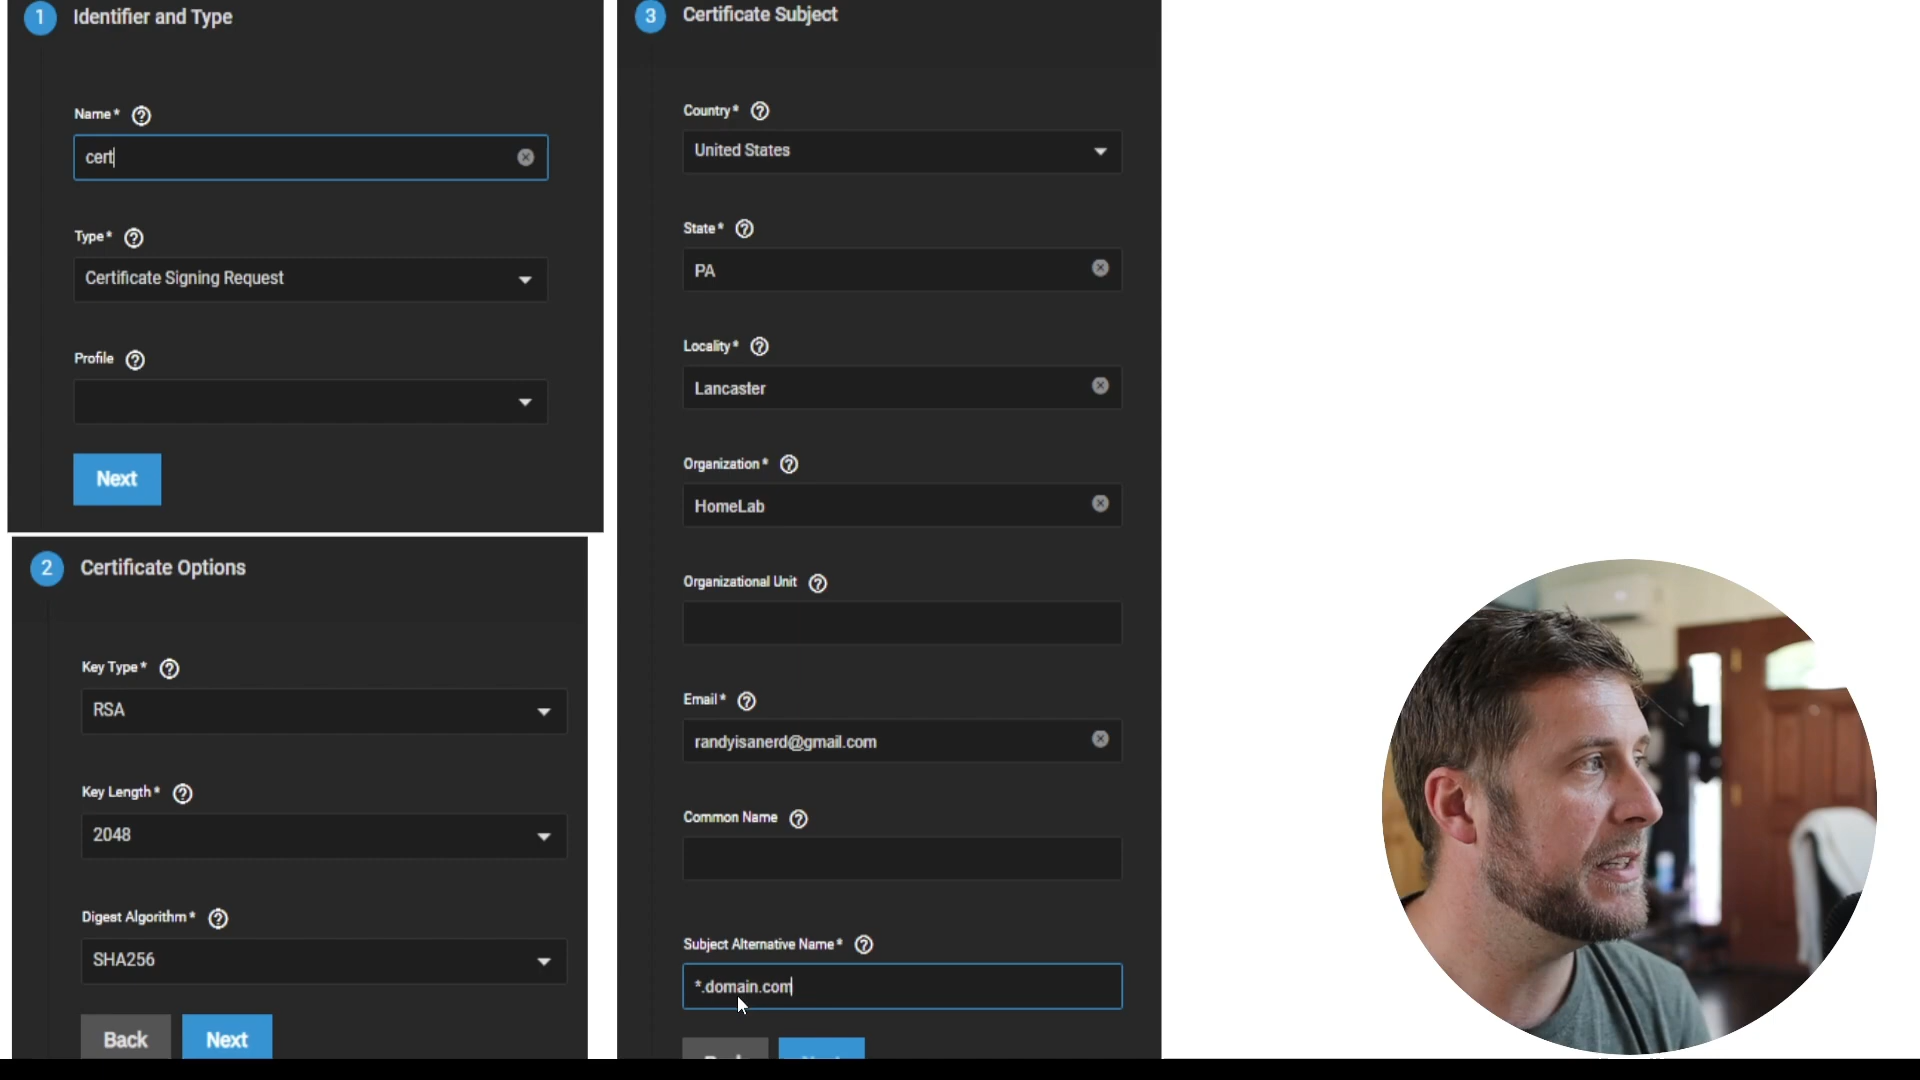 1 Identifier and Type
Name*
cert
Type*
Certificate Signing Request
Profile
Next
2 Certificate Options
Key Type*
RSA
Key Length*
2048
Digest Algorithm*
SHA256
Back Next
3 Certificate Subject
Country*
United States
State*
PA
Locality*
Lancaster
Organization*
HomeLab
Organizational Unit
Email*
randyisanerd@gmail.com
Common Name
Subject Alternative Name*
*.domain.com